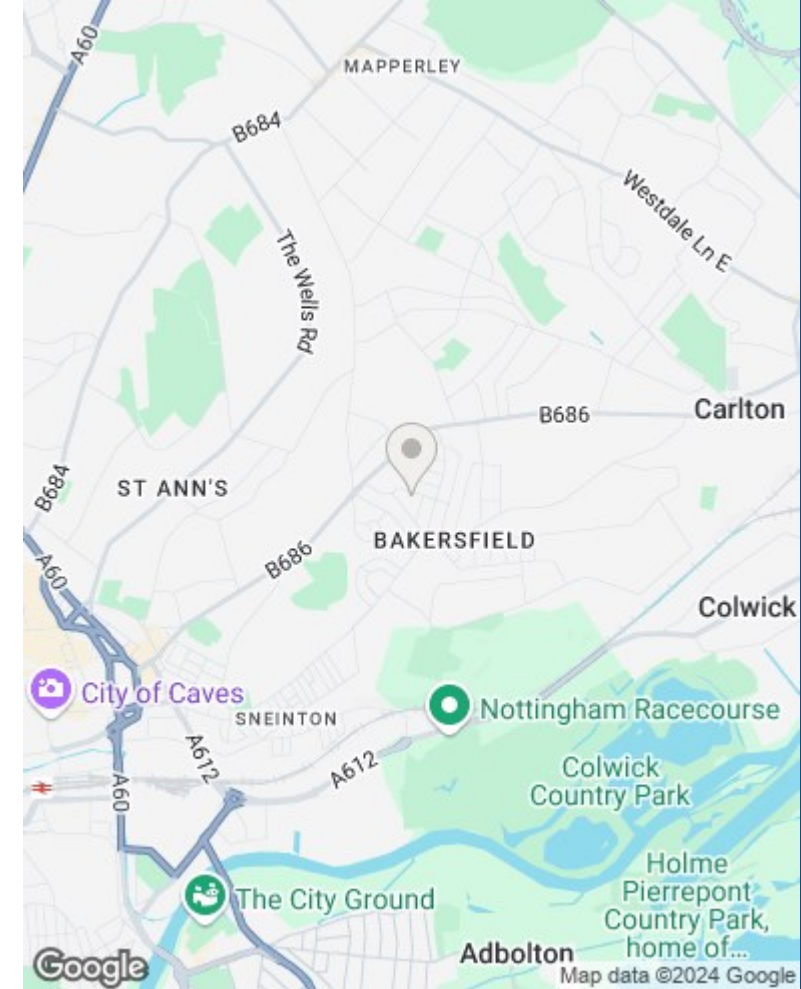 A60
MAPPERLEY
B684
Westdale Ln E
The Wells Rd
Carlton
B686
B684
ST ANN'S
BAKERSFIELD
B686
A60
Colwick
City of Caves
Nottingham Racecourse
SNEINTON
A612
A612
Colwick
Country Park
A60
Holme
Pierrepont
Country Park,
home of...
The City Ground
Adbolton
Google
Map data ©2024 Google